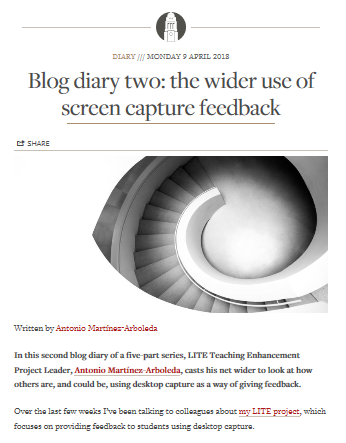 DIARY /// MONDAY 9 APRIL 2018
Blog diary two: the wider use of
screen capture feedback
SHARE
Written by Antonio Martínez-Arboleda
In this second blog diary of a five-part series, LITE Teaching Enhancement
Project Leader, Antonio Martínez-Arboleda, casts his net wider to look at how
others are, and could be, using desktop capture as a way of giving feedback.
Over the last few weeks I've been talking to colleagues about my LITE project, which
focuses on providing feedback to students using desktop capture.